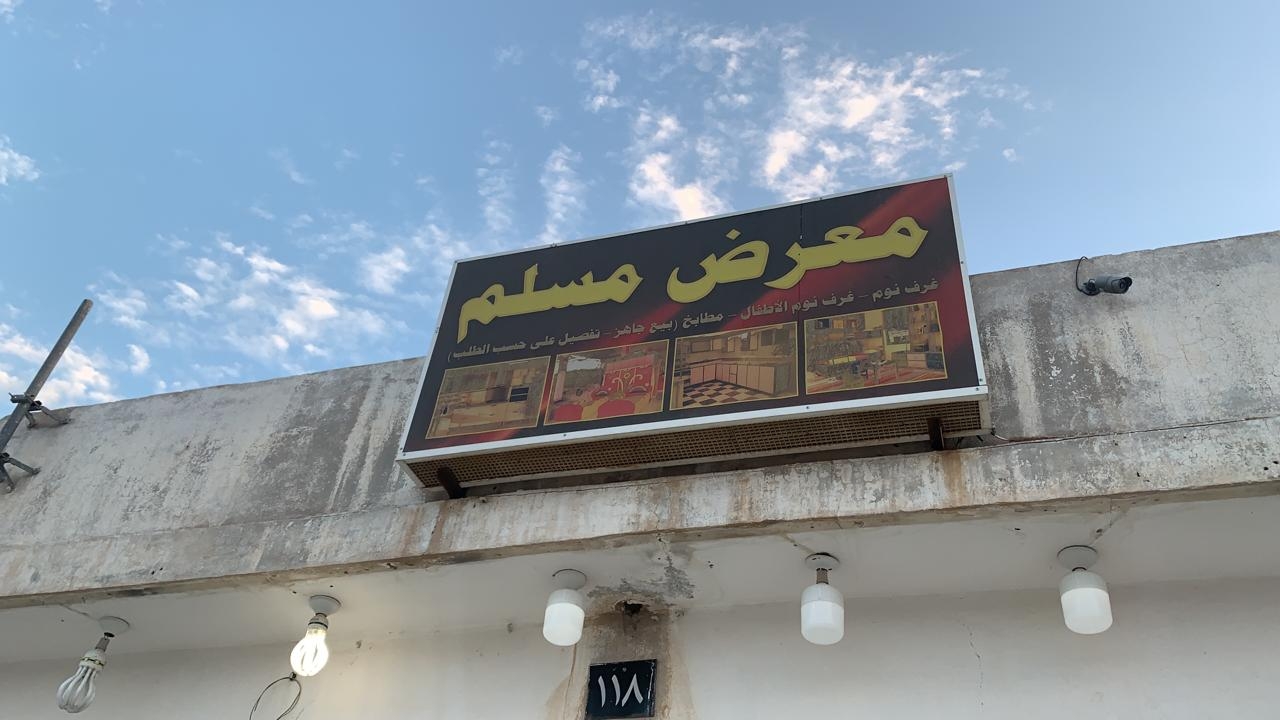 معرض مسلم
غرف نوم - غرف نوم الأطفال - مطابخ (بيع جاهز - تفصيل على حسب الطلب)
١١٨